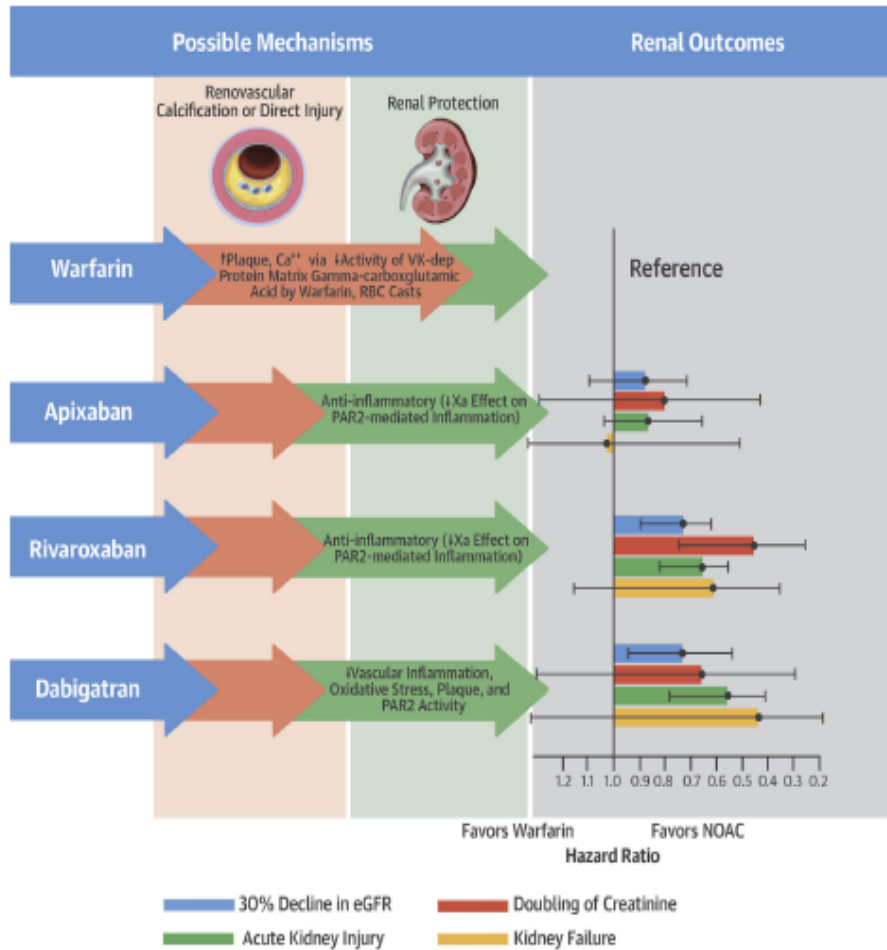 Possible Mechanisms
Renal Outcomes
Renovascular
Calcification or Direct Injury
Renal Protection
Warfarin
↑Plaque, Ca⁺⁺ via ↓Activity of VK-dep
Protein Matrix Gamma-carboxglutamic
Acid by Warfarin, RBC Casts
Reference
Apixaban
Anti-inflammatory (↓Xa Effect on
PAR2-mediated Inflammation)
Rivaroxaban
Anti-inflammatory (↓Xa Effect on
PAR2-mediated Inflammation)
Dabigatran
↓Vascular Inflammation,
Oxidative Stress, Plaque, and
PAR2 Activity
1.2 1.1 1.0 0.9 0.8 0.7 0.6 0.5 0.4 0.3 0.2
Favors Warfarin Favors NOAC
Hazard Ratio
30% Decline in eGFR
Doubling of Creatinine
Acute Kidney Injury
Kidney Failure